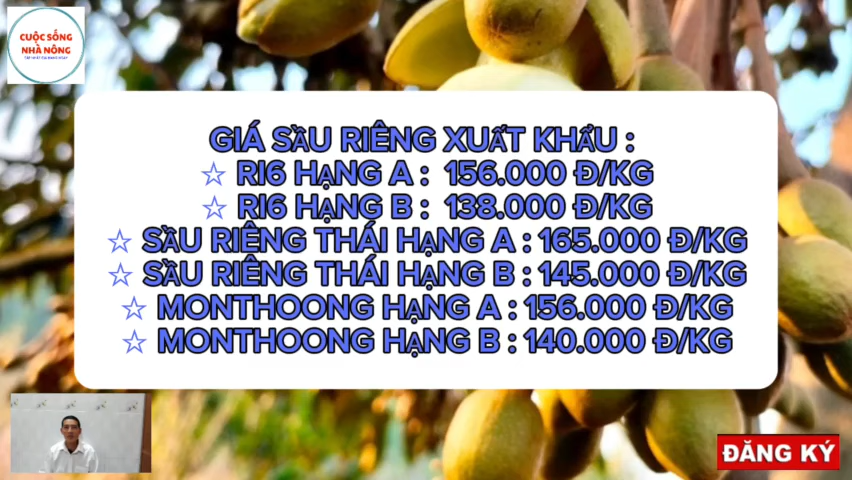 CUỘC SỐNG
NHÀ NÔNG
GIÁ SẦU RIÊNG XUẤT KHẨU :
☆ RI6 HẠNG A : 156.000 Đ/KG
☆ RI6 HẠNG B : 138.000 Đ/KG
☆ SẦU RIÊNG THÁI HẠNG A : 165.000 Đ/KG
☆ SẦU RIÊNG THÁI HẠNG B : 145.000 Đ/KG
☆ MONTHOONG HẠNG A : 156.000 Đ/KG
☆ MONTHOONG HẠNG B : 140.000 Đ/KG
ĐĂNG KÝ